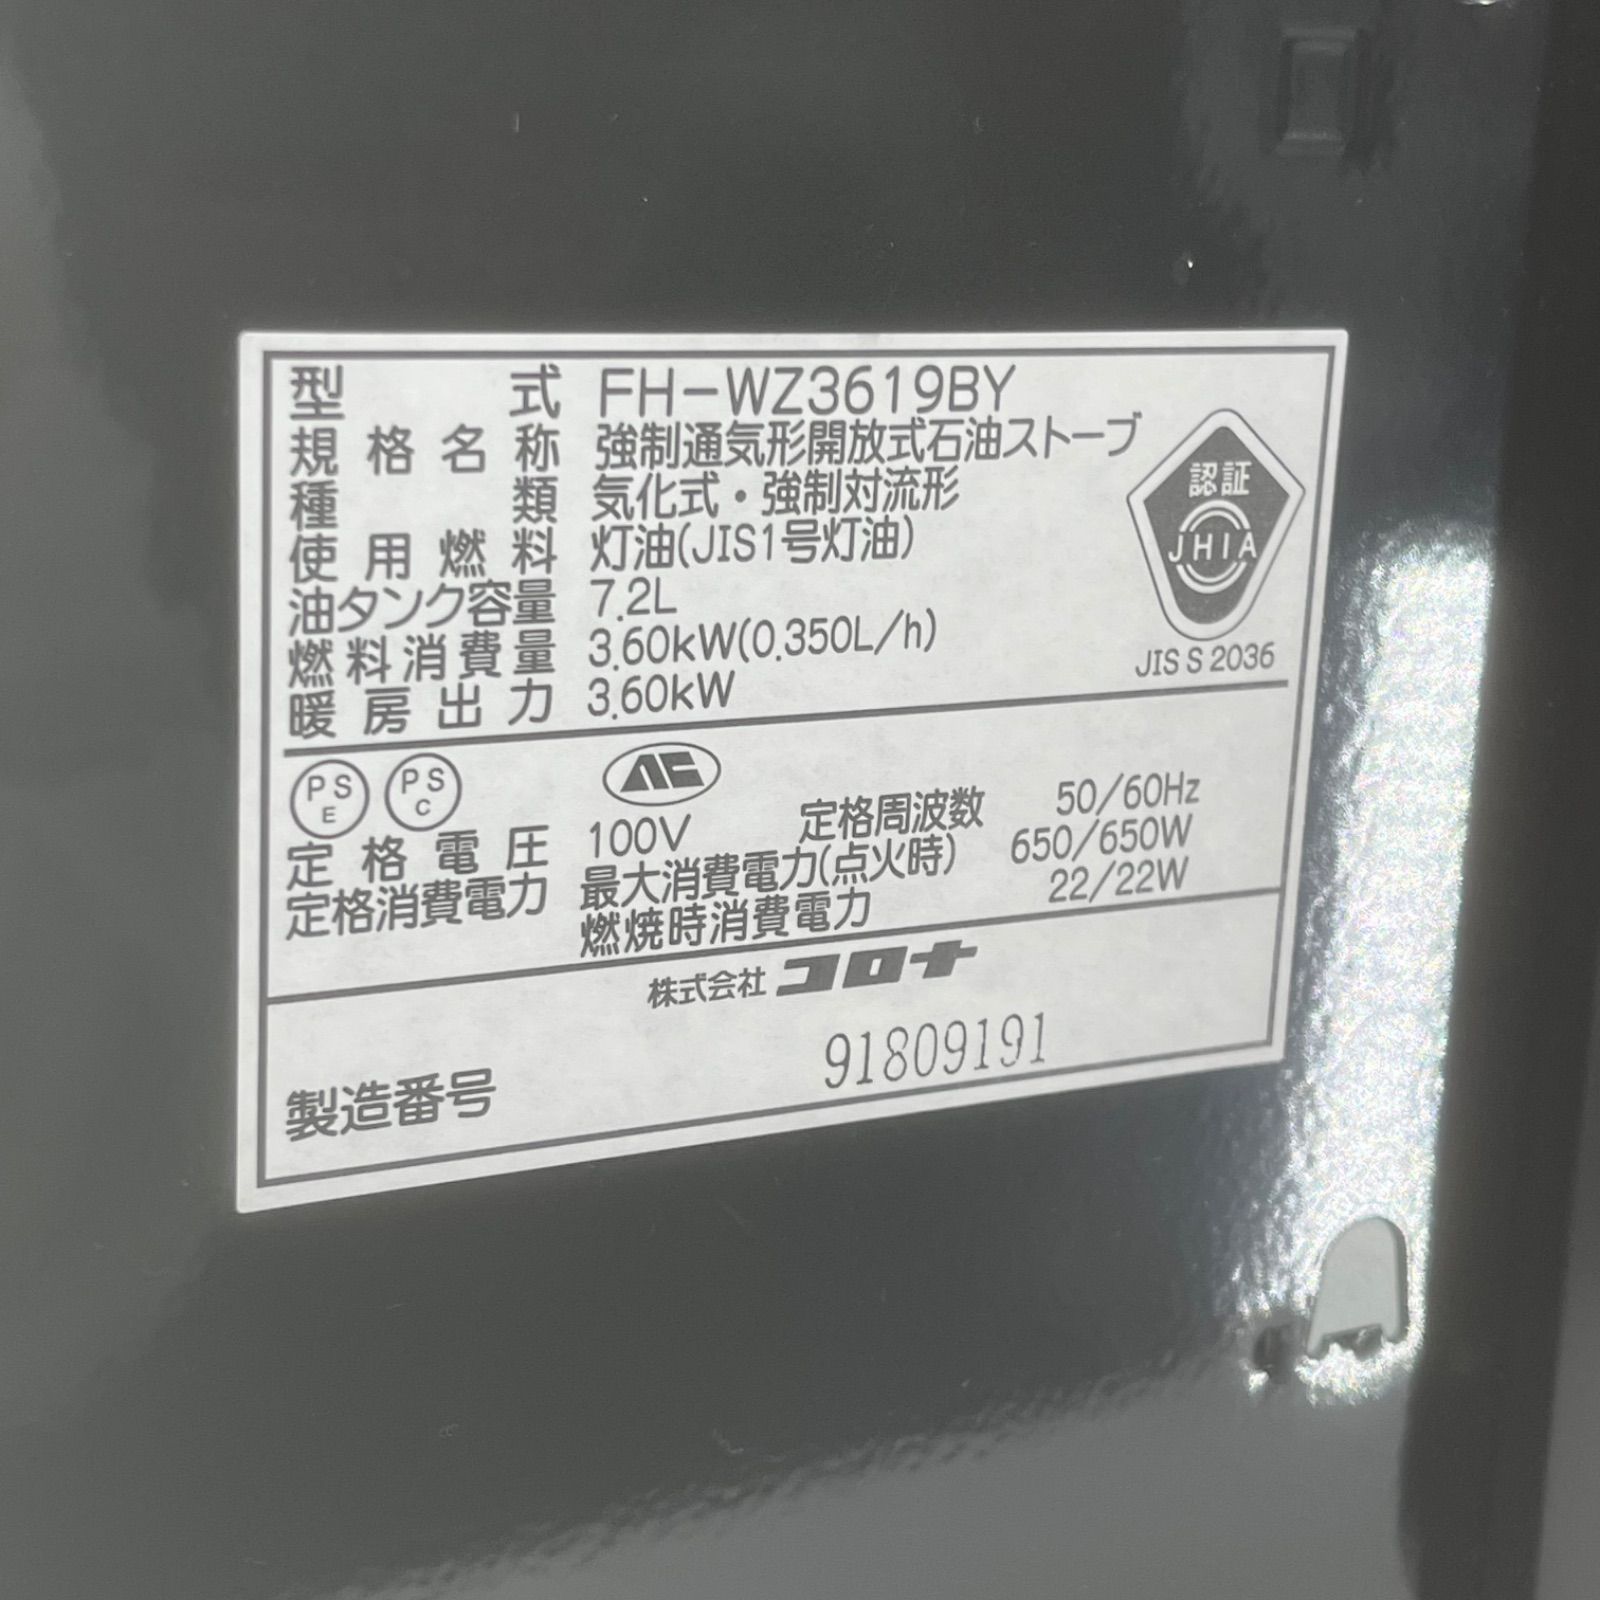 型式 FH-WZ3619BY
規格名称 強制通気形開放式石油ストーブ
種類 気化式・強制対流形
使用燃料 灯油(JIS1号灯油)
油タンク容量 7.2L
燃料消費量 3.60kW(0.350L/h)
暖房出力 3.60kW
認証
JHIA
JIS S 2036
PS E PS C
定格電圧 100V 定格周波数 50/60Hz
定格消費電力 最大消費電力(点火時) 650/650W
燃焼時消費電力 22/22W
株式会社 コロナ
製造番号 91809191